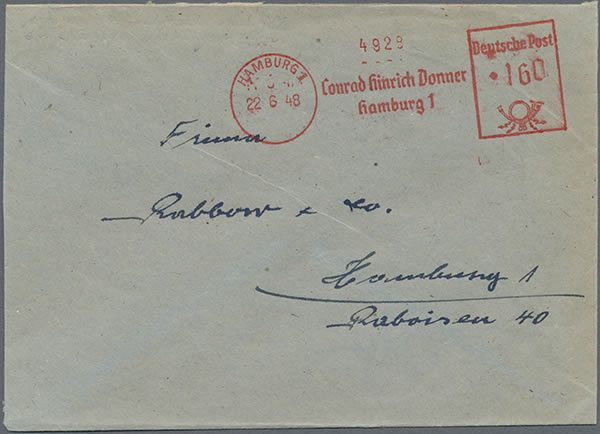 4929
HAMBURG 1
22 6 48
Conrad Hinrich Donner
Hamburg 1
Deutsche Post
160
Firma
Rabbow & Co.
Hamburg 1
Raboisen 40